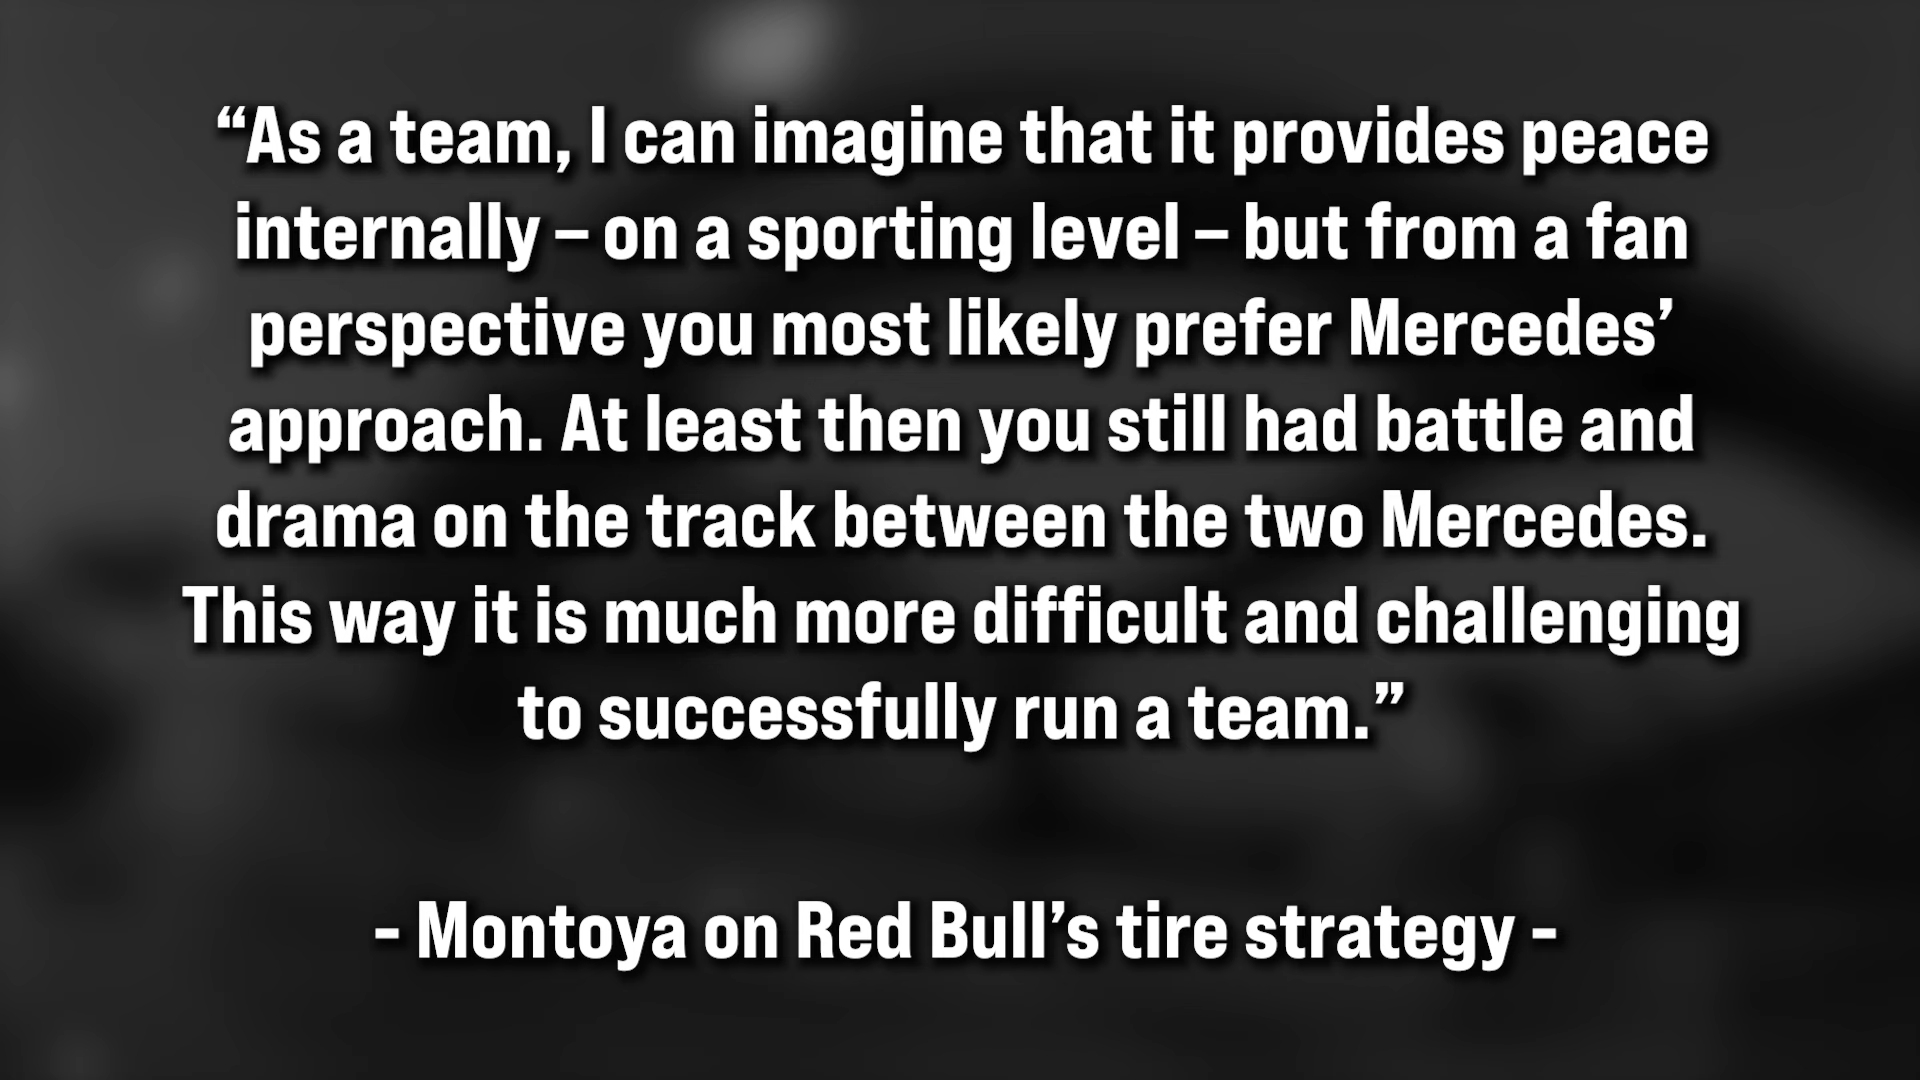 “As a team, I can imagine that it provides peace
internally – on a sporting level – but from a fan
perspective you most likely prefer Mercedes’
approach. At least then you still had battle and
drama on the track between the two Mercedes.
This way it is much more difficult and challenging
to successfully run a team.”
- Montoya on Red Bull’s tire strategy -